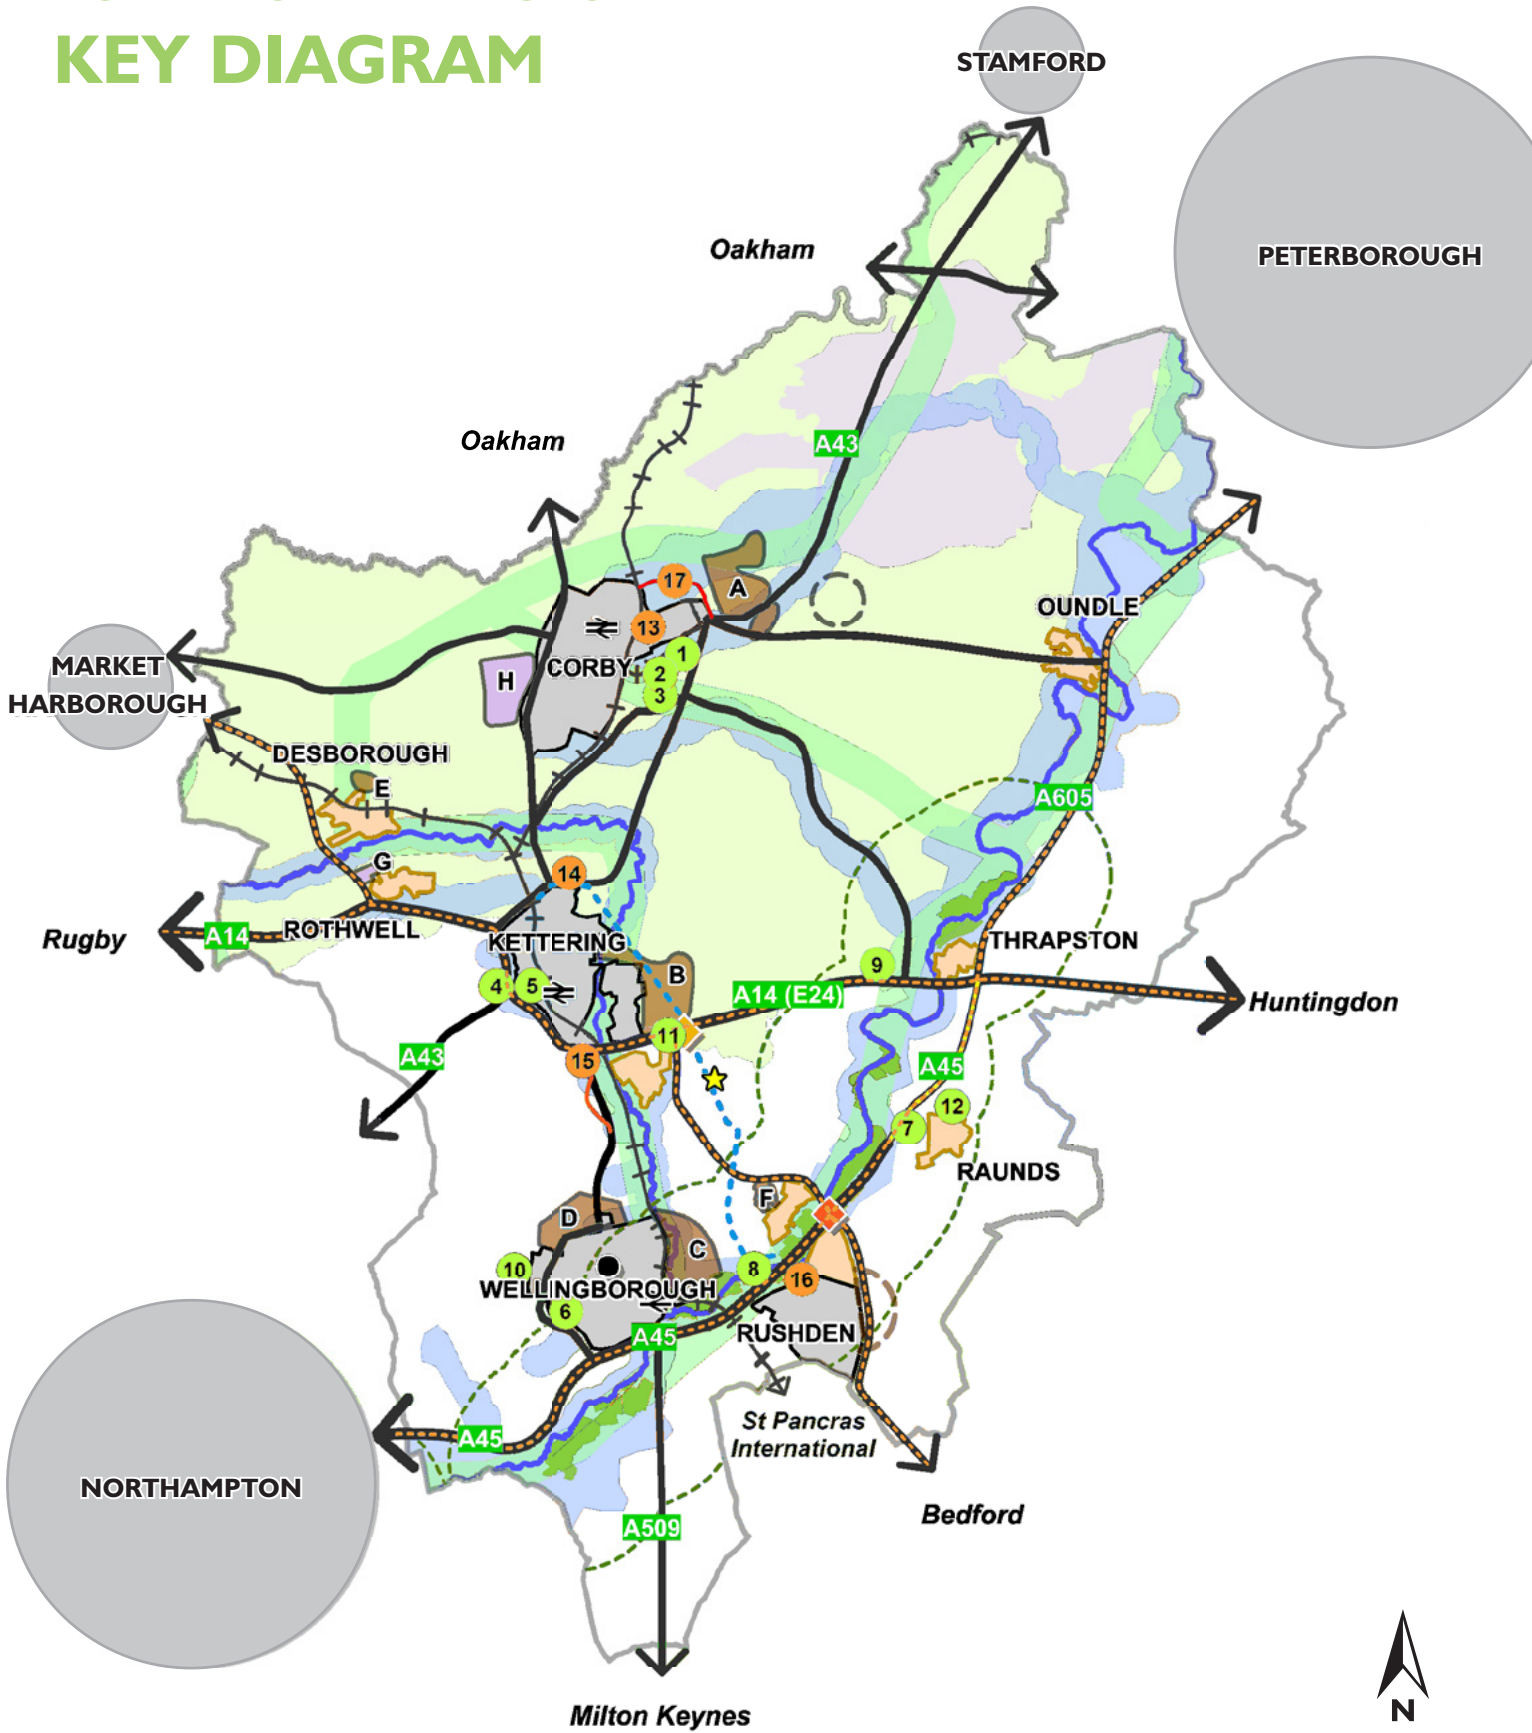 KEY DIAGRAM
STAMFORD
PETERBOROUGH
Oakham
Oakham
A43
17
A
OUNDLE
13
MARKET
HARBOROUGH
CORBY
1
2
3
H
DESBOROUGH
E
A605
G
14
ROTHWELL
Rugby
A14
KETTERING
THRAPSTON
B
9
4
5
A14 (E24)
Huntingdon
11
A43
15
A45
12
7
RAUNDS
F
D
C
10
8
16
WELLINGBOROUGH
6
A45
RUSHDEN
St Pancras
International
A45
NORTHAMPTON
Bedford
A509
Milton Keynes
N